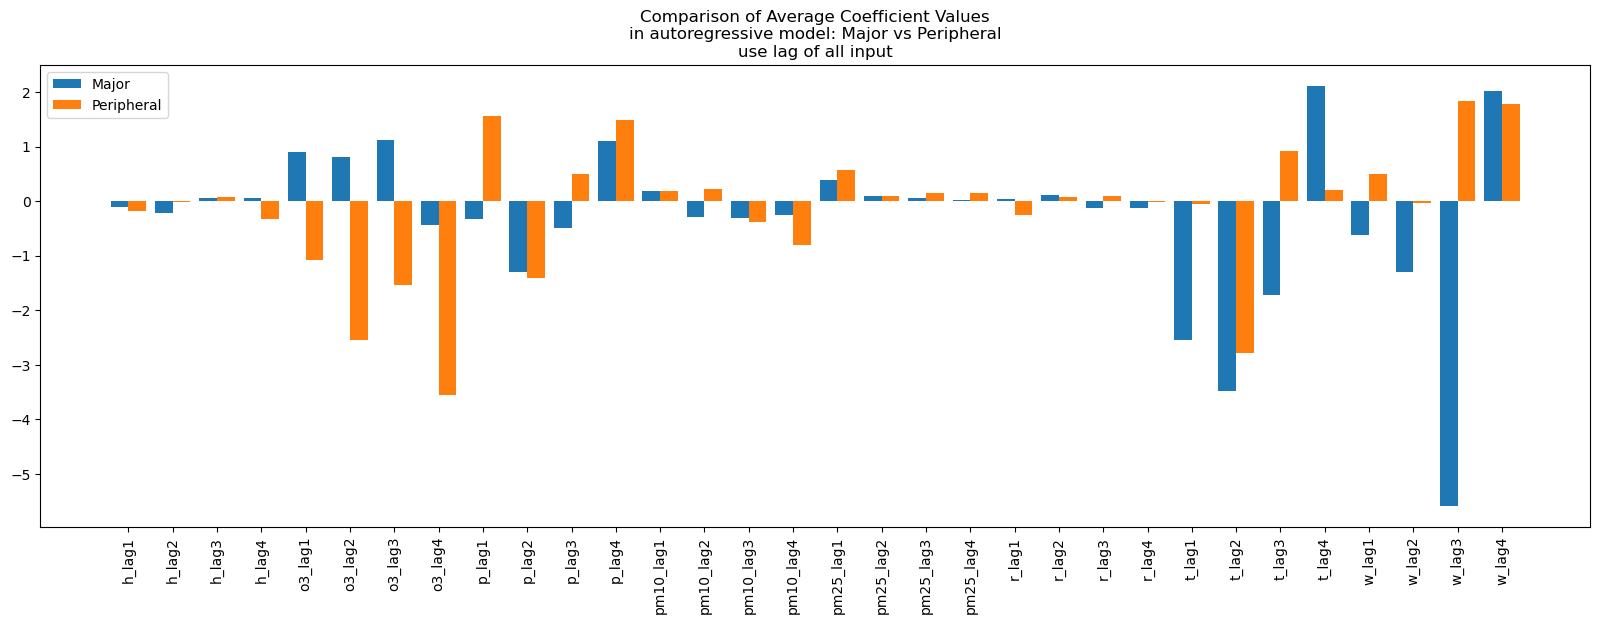 Comparison of Average Coefficient Values
in autoregressive model: Major vs Peripheral
use lag of all input
Major
Peripheral
2
1
0
−1
−2
−3
−4
−5
h_lag1
h_lag2
h_lag3
h_lag4
o3_lag1
o3_lag2
o3_lag3
o3_lag4
p_lag1
p_lag2
p_lag3
p_lag4
pm10_lag1
pm10_lag2
pm10_lag3
pm10_lag4
pm25_lag1
pm25_lag2
pm25_lag3
pm25_lag4
r_lag1
r_lag2
r_lag3
r_lag4
t_lag1
t_lag2
t_lag3
t_lag4
w_lag1
w_lag2
w_lag3
w_lag4